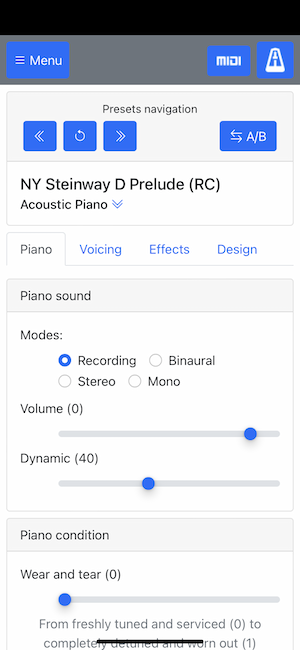 ☰ Menu
MIDI
Presets navigation
A/B
NY Steinway D Prelude (RC)
Acoustic Piano
Piano Voicing Effects Design
Piano sound
Modes:
Recording Binaural
Stereo Mono
Volume (0)
Dynamic (40)
Piano condition
Wear and tear (0)
From freshly tuned and serviced (0) to
completely detuned and worn out (1)